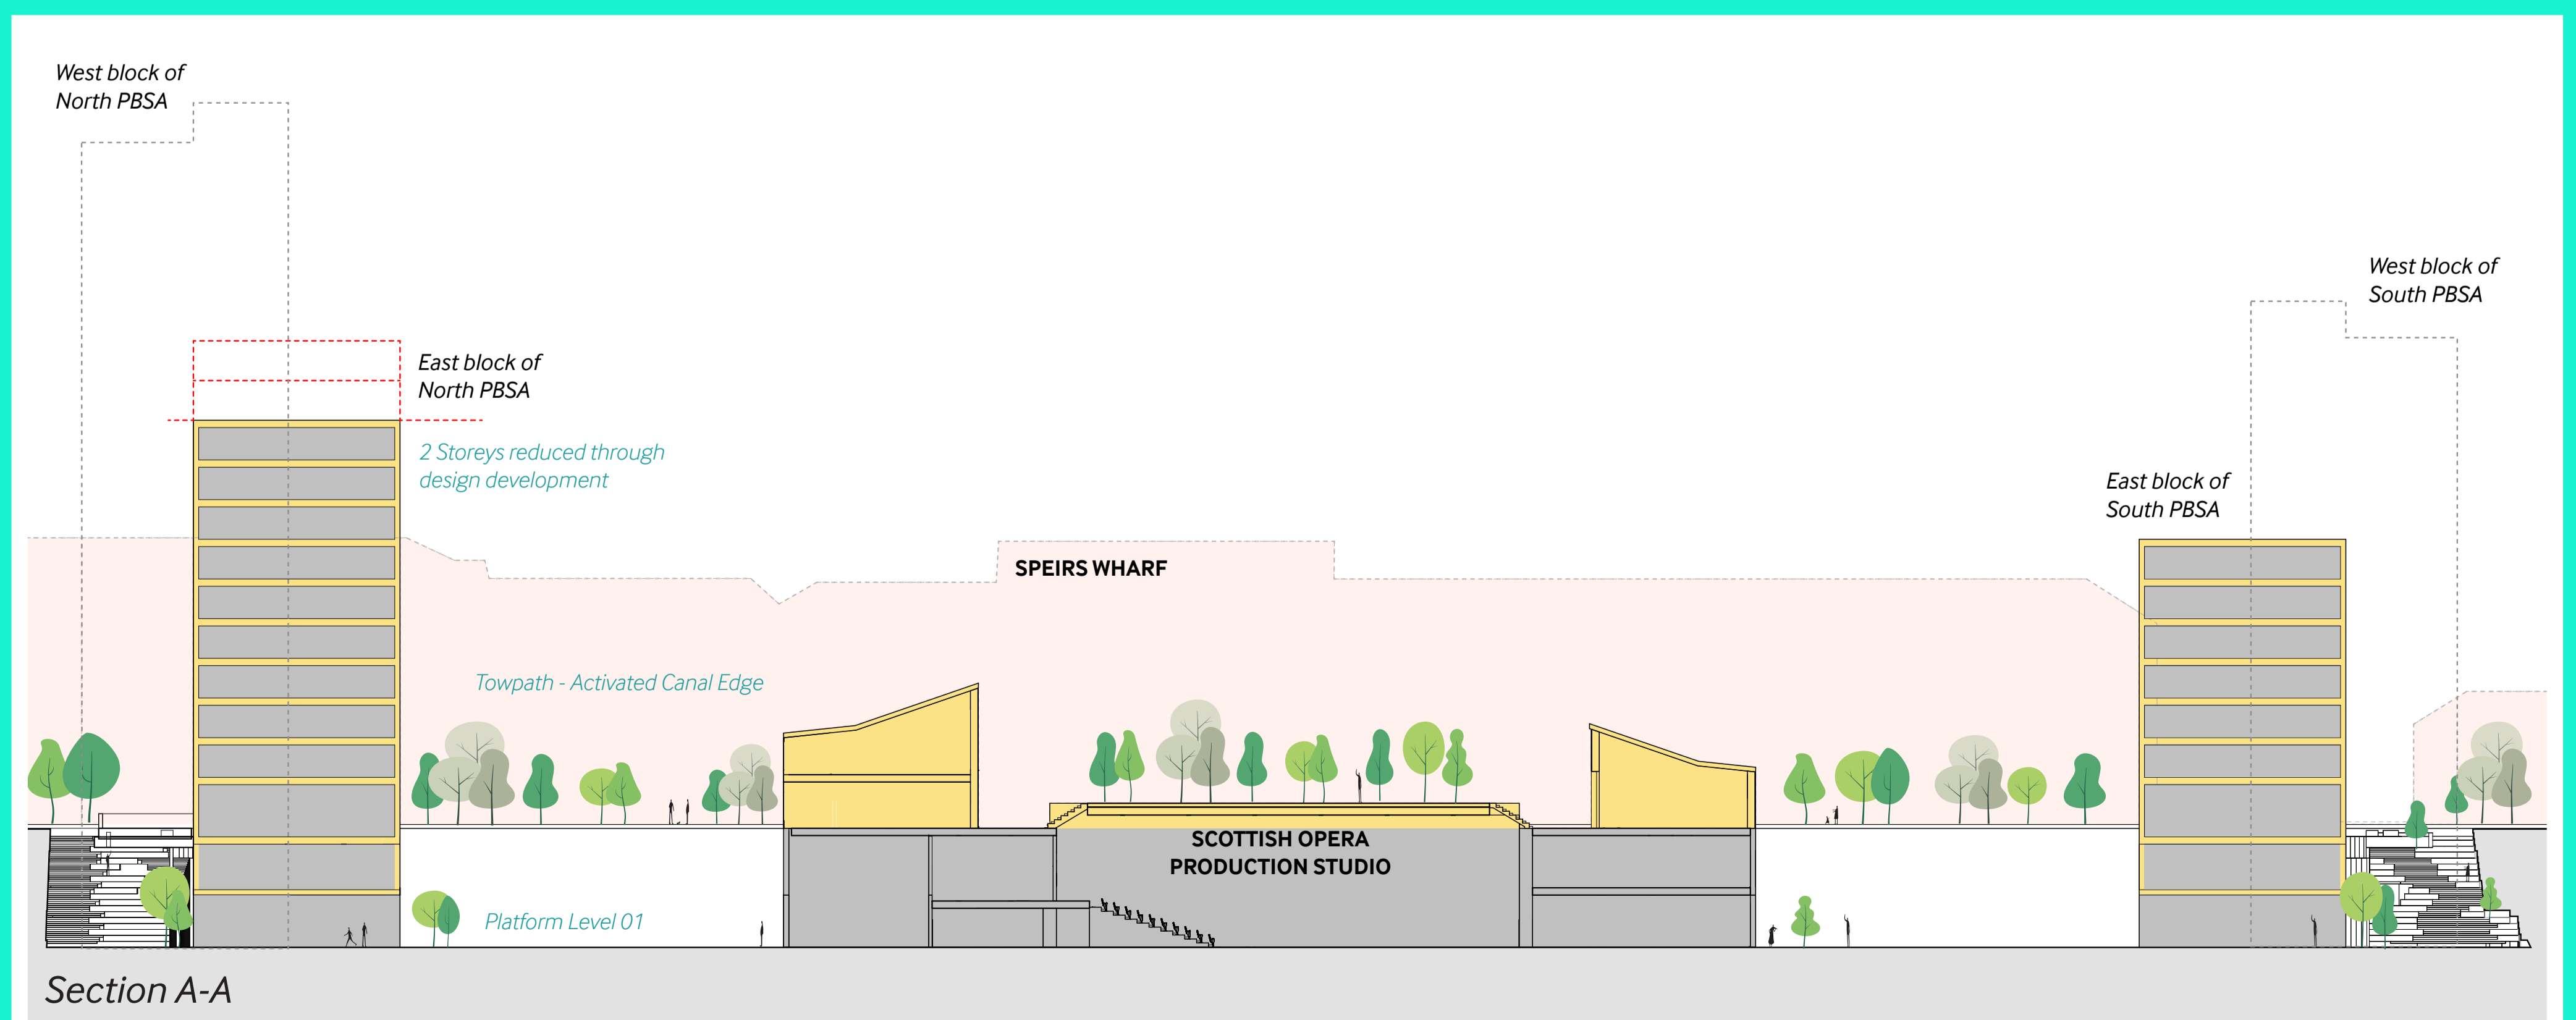 West block of
North PBSA
West block of
South PBSA
East block of
North PBSA
2 Storeys reduced through
design development
East block of
South PBSA
SPEIRS WHARF
Towpath - Activated Canal Edge
SCOTTISH OPERA
PRODUCTION STUDIO
Platform Level 01
Section A-A